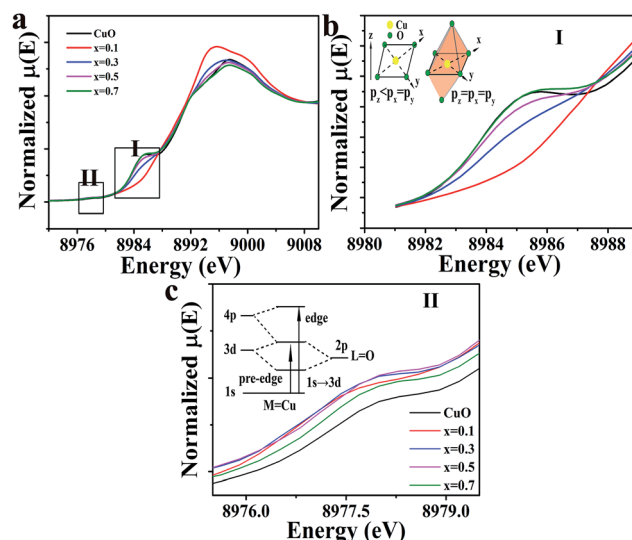 a
Normalized μ(E)
CuO
x=0.1
x=0.3
x=0.5
x=0.7
I
II
8976 8984 8992 9000 9008
Energy (eV)
b
Normalized μ(E)
Cu
O
z
x
y
x
y
pz<px=py
pz=px=py
I
8980 8982 8984 8986 8988
Energy (eV)
c
Normalized μ(E)
II
4p
edge
3d
2p
L=O
pre-edge
1s→3d
1s
M=Cu
CuO
x=0.1
x=0.3
x=0.5
x=0.7
8976.0 8977.5 8979.0
Energy (eV)